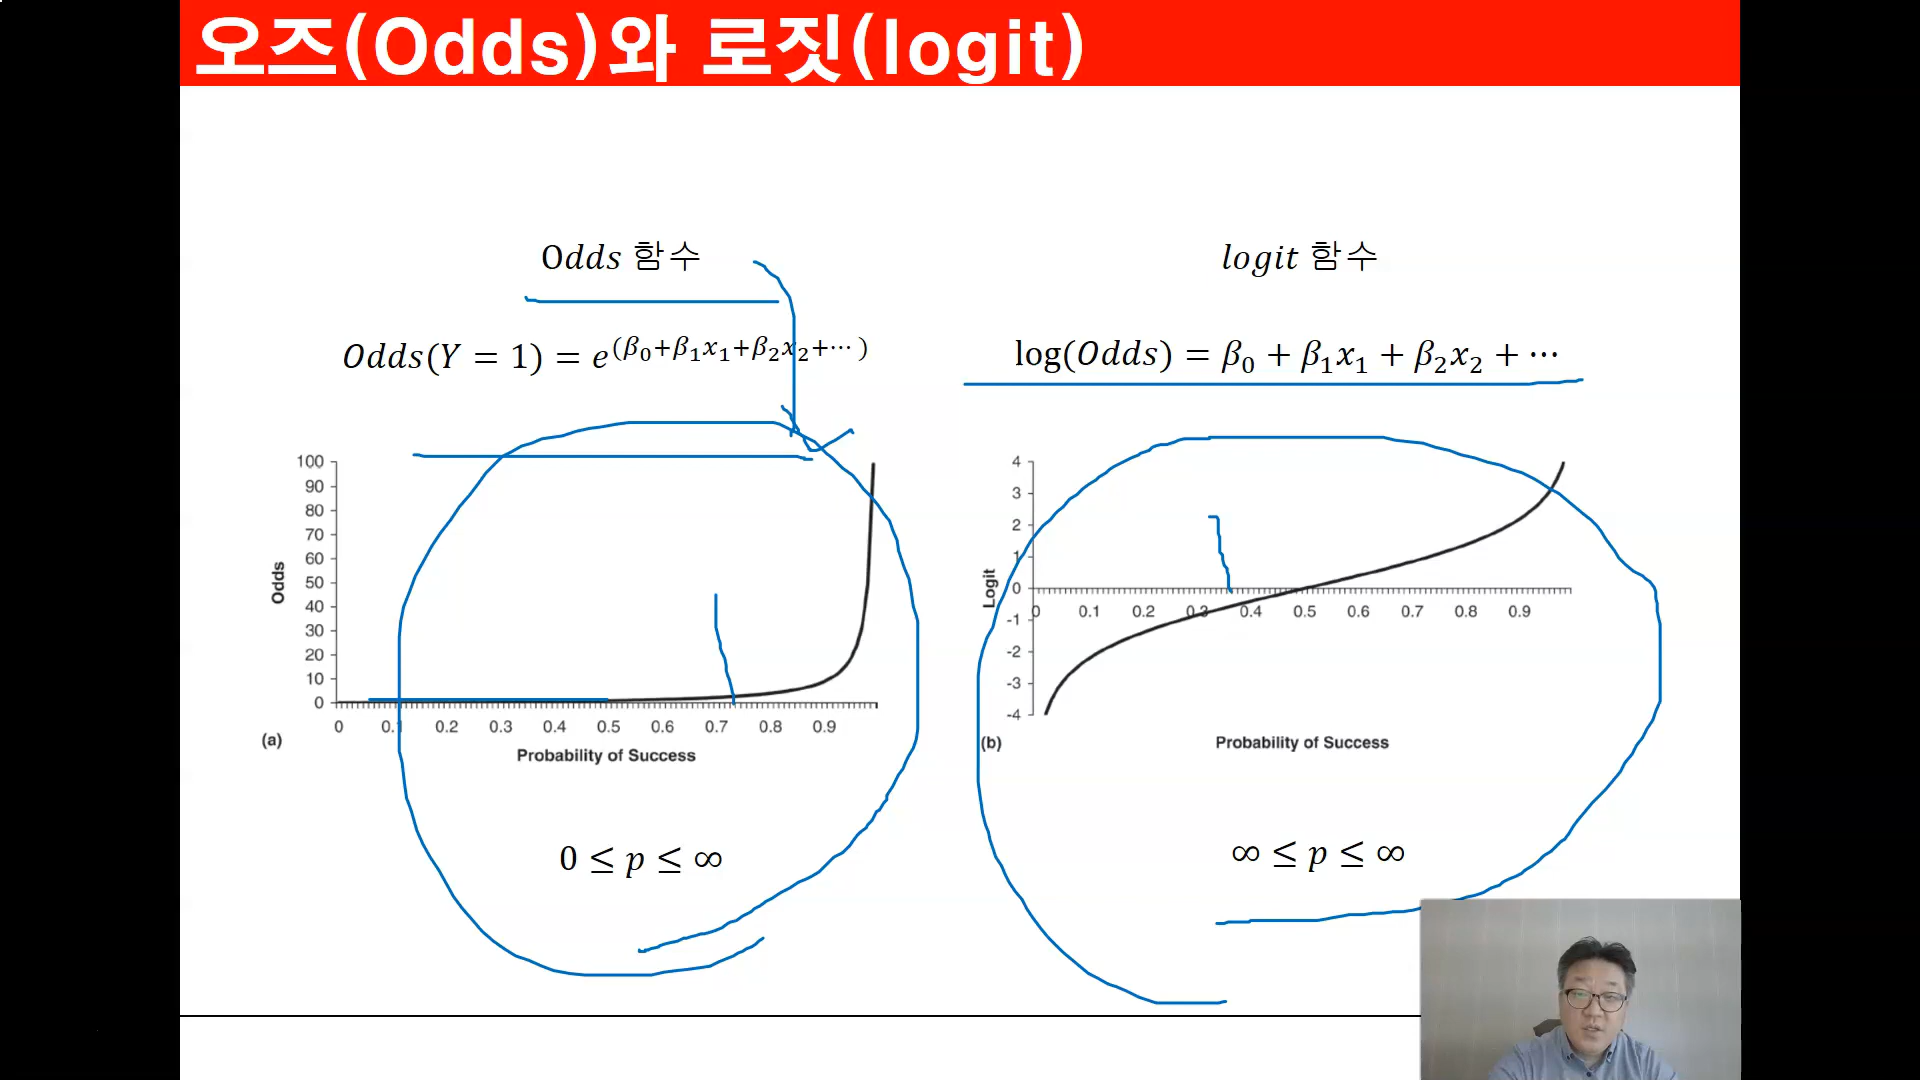 오즈(Odds)와 로짓(logit)
Odds 함수
Odds(Y = 1) = e^(β₀+β₁x₁+β₂x₂+⋯ )
100
90
80
70
60
50
40
30
20
10
0
Odds
0 0.1 0.2 0.3 0.4 0.5 0.6 0.7 0.8 0.9
(a)
Probability of Success
0 ≤ p ≤ ∞
logit 함수
log(Odds) = β₀ + β₁x₁ + β₂x₂ + ⋯
4
3
2
1
0
-1
-2
-3
-4
Logit
0 0.1 0.2 0.3 0.4 0.5 0.6 0.7 0.8 0.9
(b)
Probability of Success
∞ ≤ p ≤ ∞